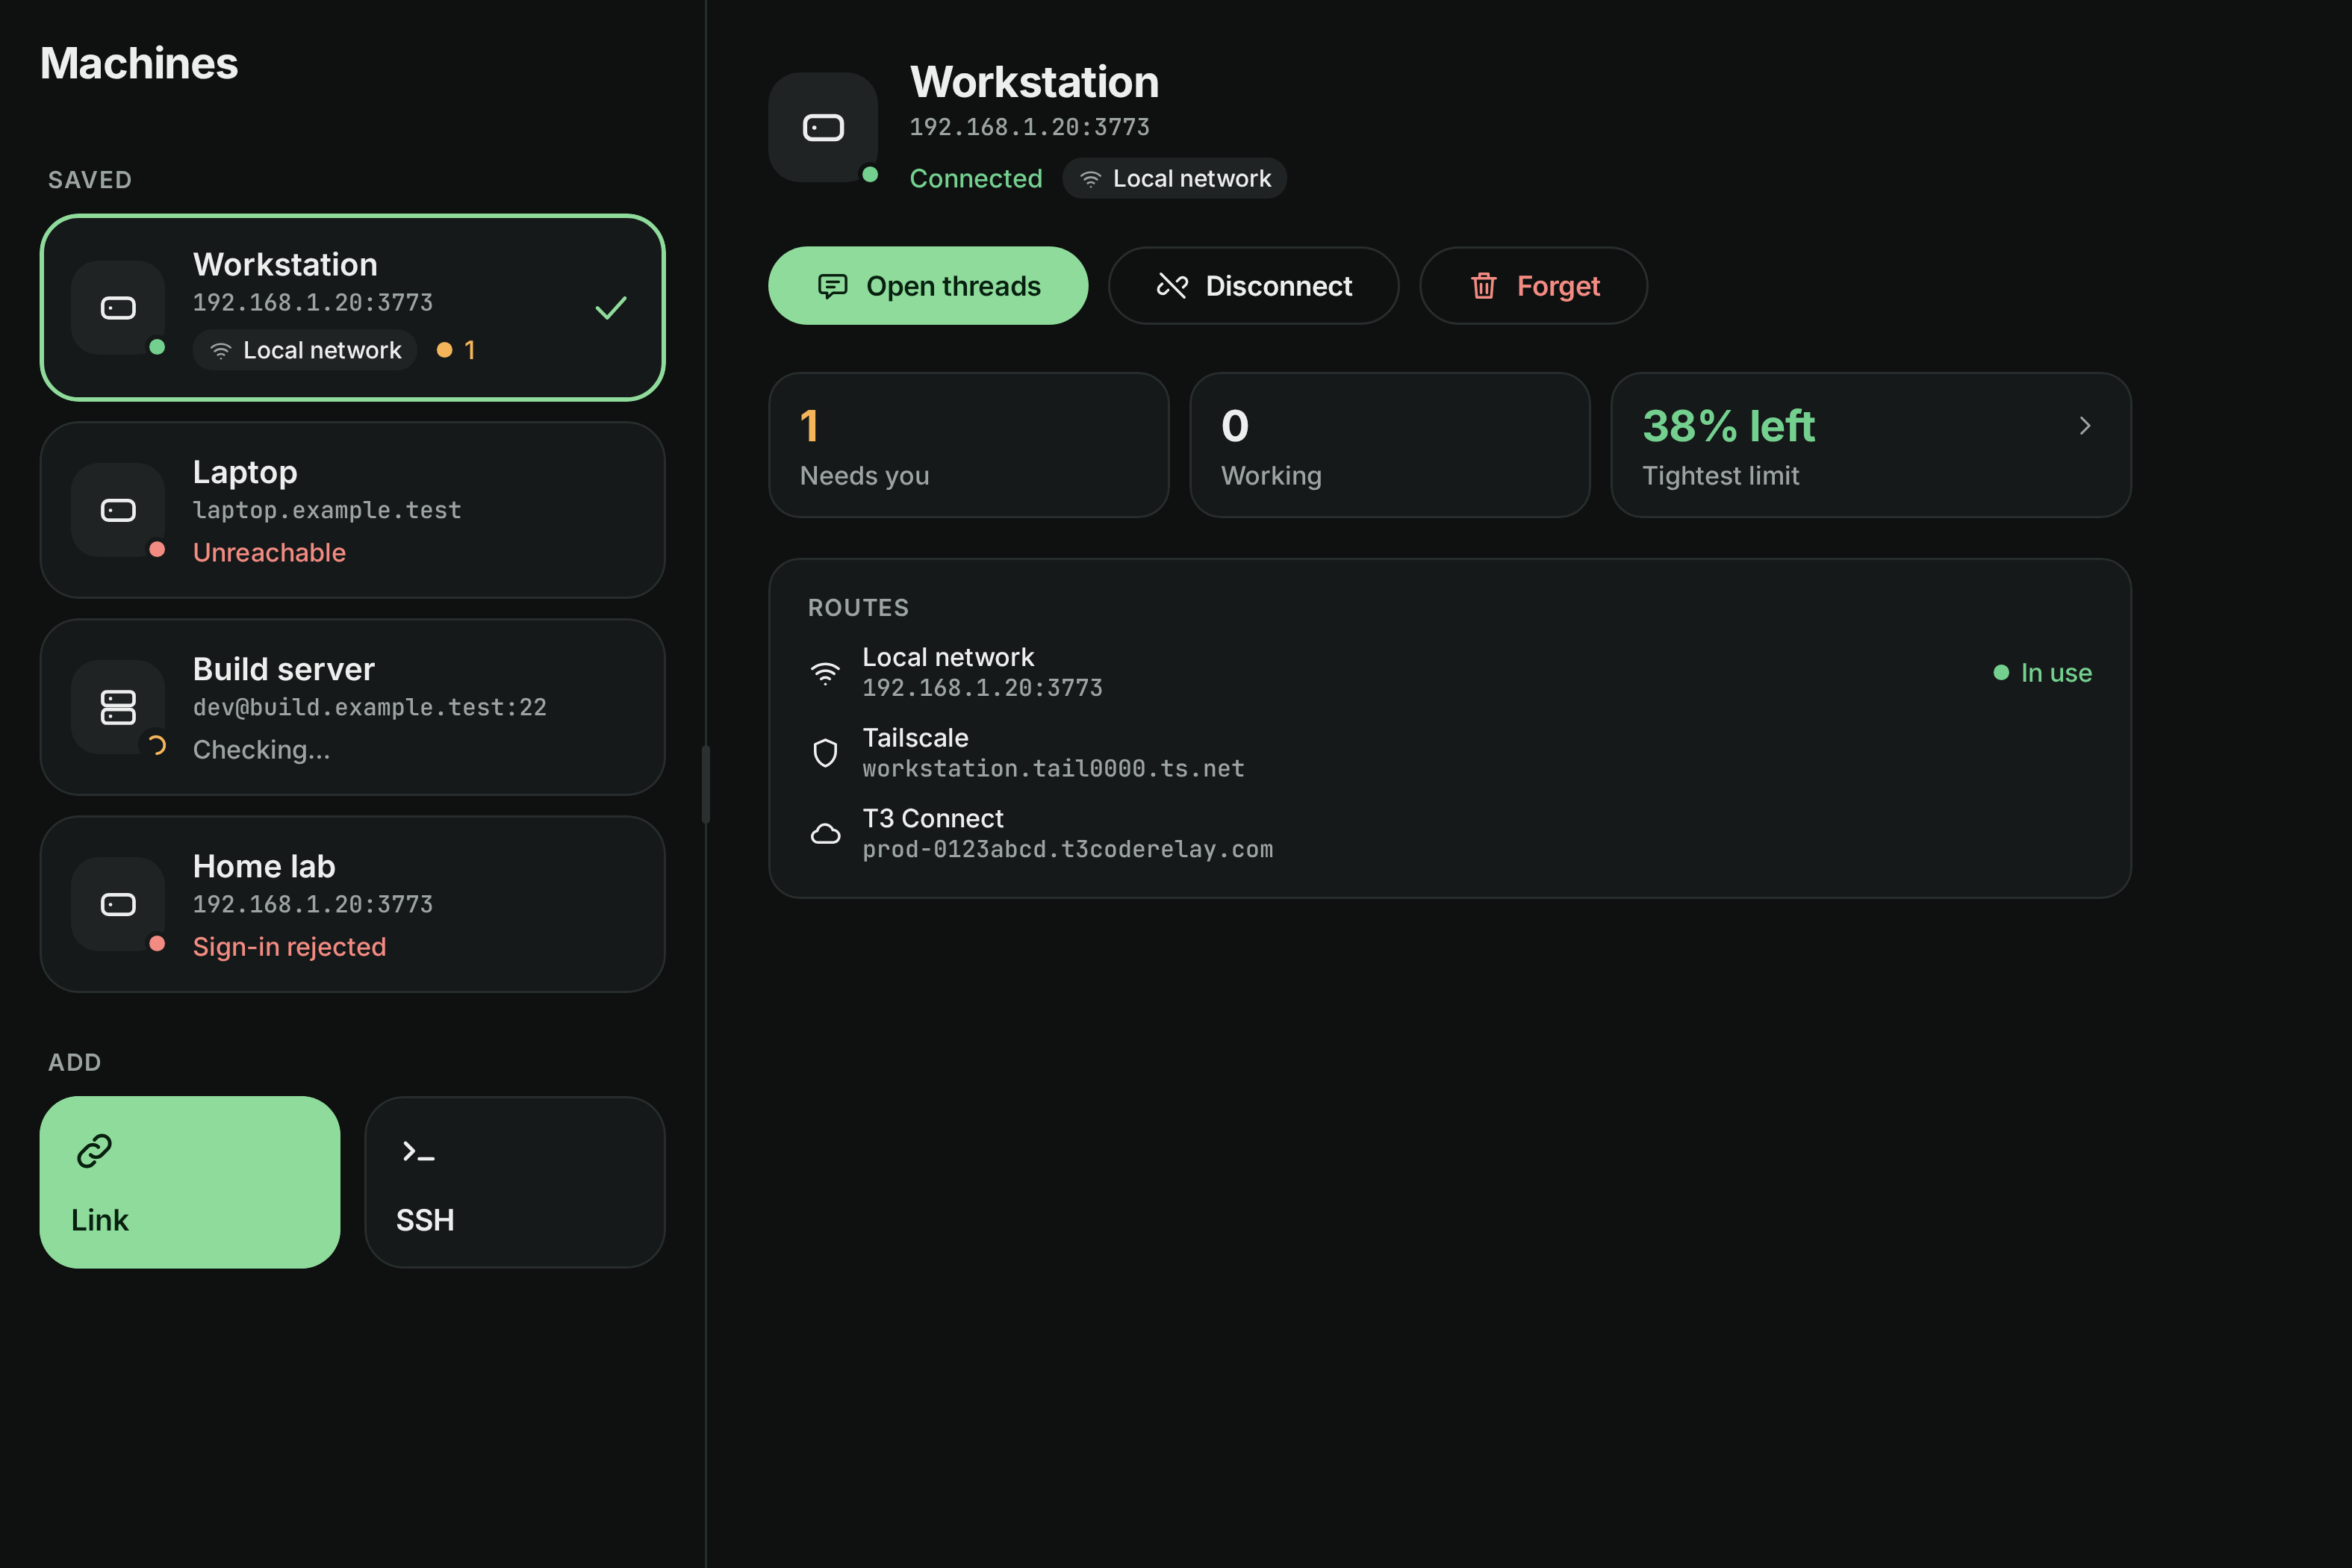 Machines
SAVED
Workstation
192.168.1.20:3773
Local network
1
Laptop
laptop.example.test
Unreachable
Build server
dev@build.example.test:22
Checking...
Home lab
192.168.1.20:3773
Sign-in rejected
ADD
Link
SSH
Workstation
192.168.1.20:3773
Connected
Local network
Open threads
Disconnect
Forget
1
Needs you
0
Working
38% left
Tightest limit
ROUTES
Local network
192.168.1.20:3773
In use
Tailscale
workstation.tail0000.ts.net
T3 Connect
prod-0123abcd.t3coderelay.com